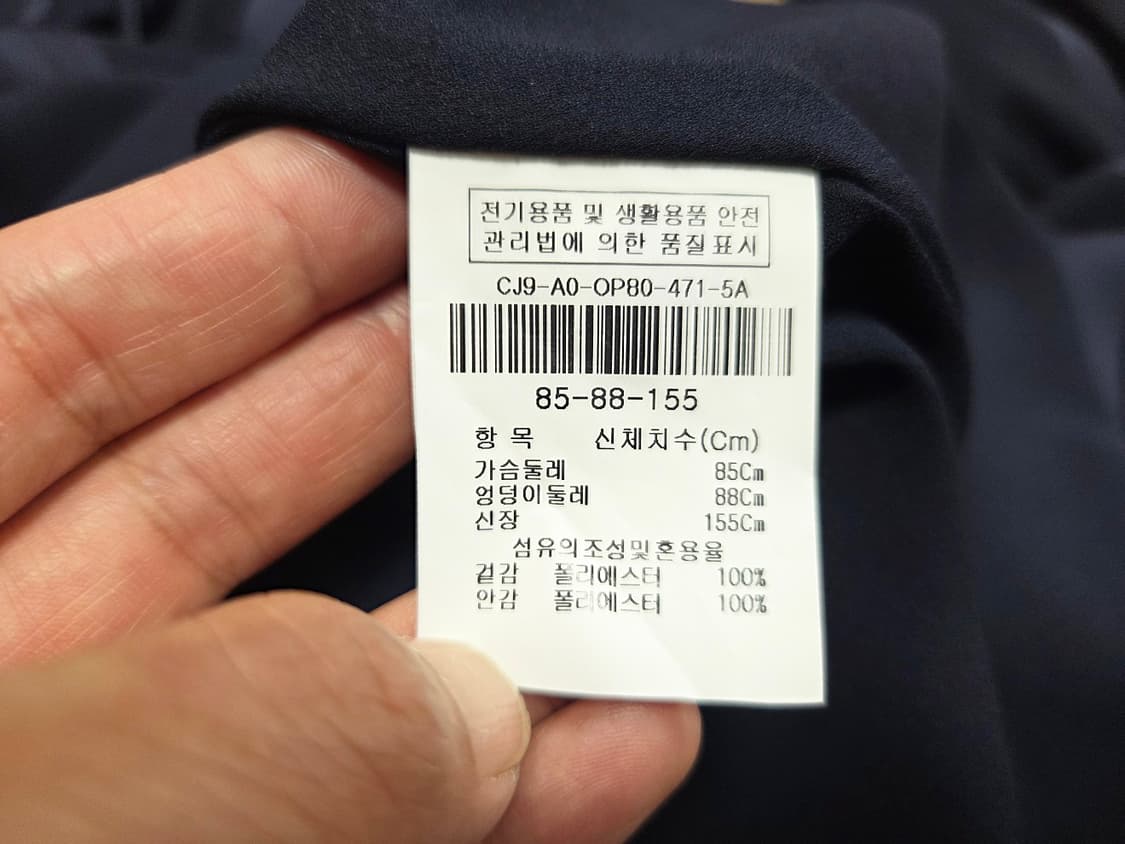 전기용품 및 생활용품 안전
관리법에 의한 품질표시
CJ9-A0-OP80-471-5A
85-88-155
항 목 신체치수(Cm)
가슴둘레 85Cm
엉덩이둘레 88Cm
신장 155Cm
섬유의조성및혼용율
겉감 폴리에스터 100%
안감 폴리에스터 100%